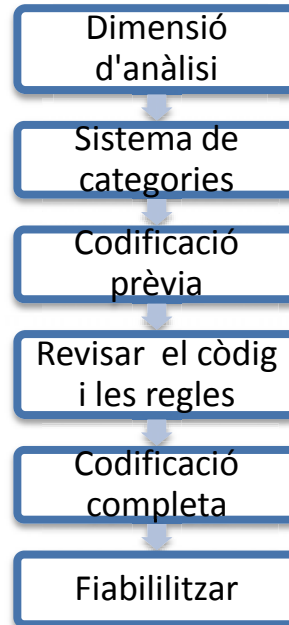 Dimensió
d'anàlisi
Sistema de
categories
Codificació
prèvia
Revisar el còdig
i les regles
Codificació
completa
Fiabililitzar